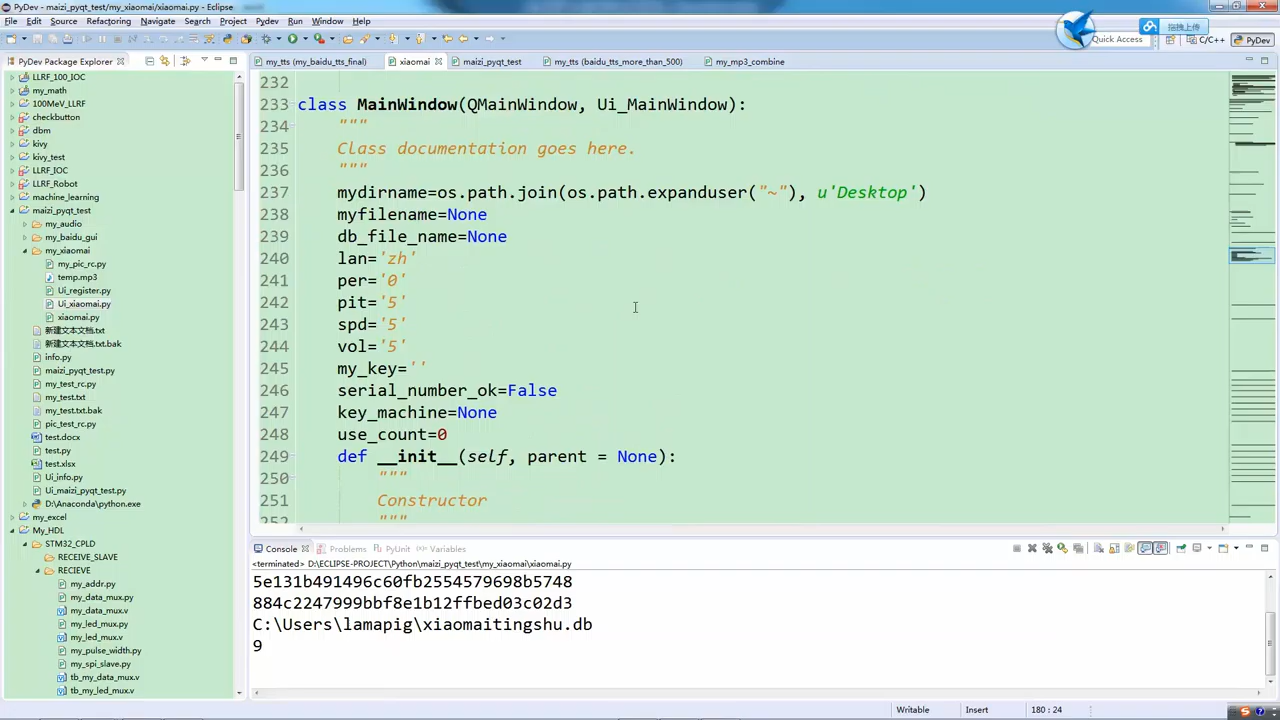 PyDev - maizi_pyqt_test/my_xiaomai/xiaomai.py - Eclipse
File Edit Source Refactoring Navigate Search Project Pydev Run Window Help
拖拽上传
Quick Access
C/C++
PyDev
PyDev Package Explorer
my_tts (my_baidu_tts_final)
xiaomai
maizi_pyqt_test
my_tts (baidu_tts_more_than_500)
my_mp3_combine
LLRF_100_IOC
my_math
100MeV_LLRF
checkbutton
dbm
kivy
kivy_test
LLRF_IOC
LLRF_Robot
machine_learning
maizi_pyqt_test
my_audio
my_baidu_gui
my_xiaomai
my_pic_rc.py
temp.mp3
Ui_register.py
Ui_xiaomai.py
xiaomai.py
新建文本文档.txt
新建文本文档.txt.bak
info.py
maizi_pyqt_test.py
my_test_rc.py
my_test.txt
my_test.txt.bak
pic_test_rc.py
test.docx
test.py
test.xlsx
Ui_info.py
Ui_maizi_pyqt_test.py
D:\Anaconda\python.exe
my_excel
My_HDL
STM32_CPLD
RECEIVE_SLAVE
RECIEVE
my_addr.py
my_data_mux.py
my_data_mux.v
my_led_mux.py
my_led_mux.v
my_pulse_width.py
my_spi_slave.py
tb_my_data_mux.v
tb_my_led_mux.v
232
233 class MainWindow(QMainWindow, Ui_MainWindow):
234 """
235 Class documentation goes here.
236 """
237 mydirname=os.path.join(os.path.expanduser("~"), u'Desktop')
238 myfilename=None
239 db_file_name=None
240 lan='zh'
241 per='0'
242 pit='5'
243 spd='5'
244 vol='5'
245 my_key=''
246 serial_number_ok=False
247 key_machine=None
248 use_count=0
249 def __init__(self, parent = None):
250 """
251 Constructor
252 """
Console Problems PyUnit Variables
<terminated> D:\ECLIPSE-PROJECT\Python\maizi_pyqt_test\my_xiaomai\xiaomai.py
5e131b491496c60fb2554579698b5748
884c2247999bbf8e1b12ffbed03c02d3
C:\Users\lamapig\xiaomaitingshu.db
9
Writable Insert 180 : 24